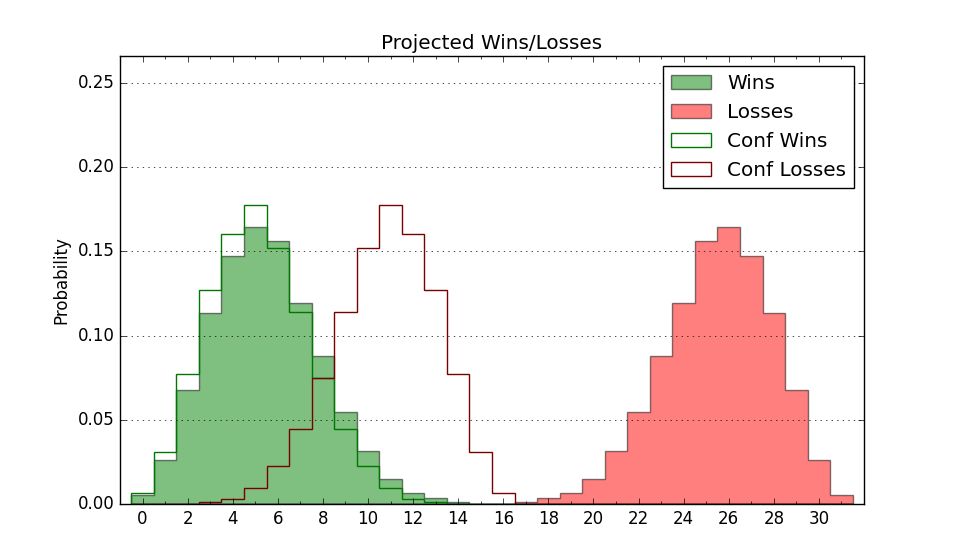 Projected Wins/Losses
Wins
Losses
Conf Wins
Conf Losses
Probability
0.25
0.20
0.15
0.10
0.05
0.00
0 2 4 6 8 10 12 14 16 18 20 22 24 26 28 30